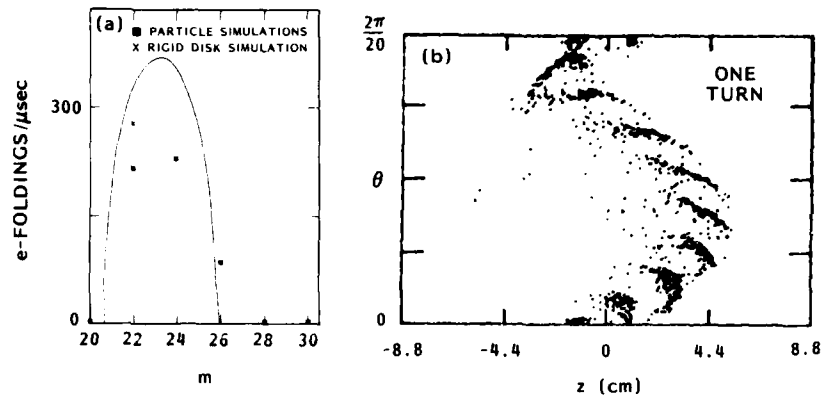 (a)
■ PARTICLE SIMULATIONS
x RIGID DISK SIMULATION
e-FOLDINGS/μsec
300
0
20 22 24 26 28 30
m
2π
20
(b)
ONE
TURN
θ
0
-8.8 -4.4 0 4.4 8.8
z (cm)